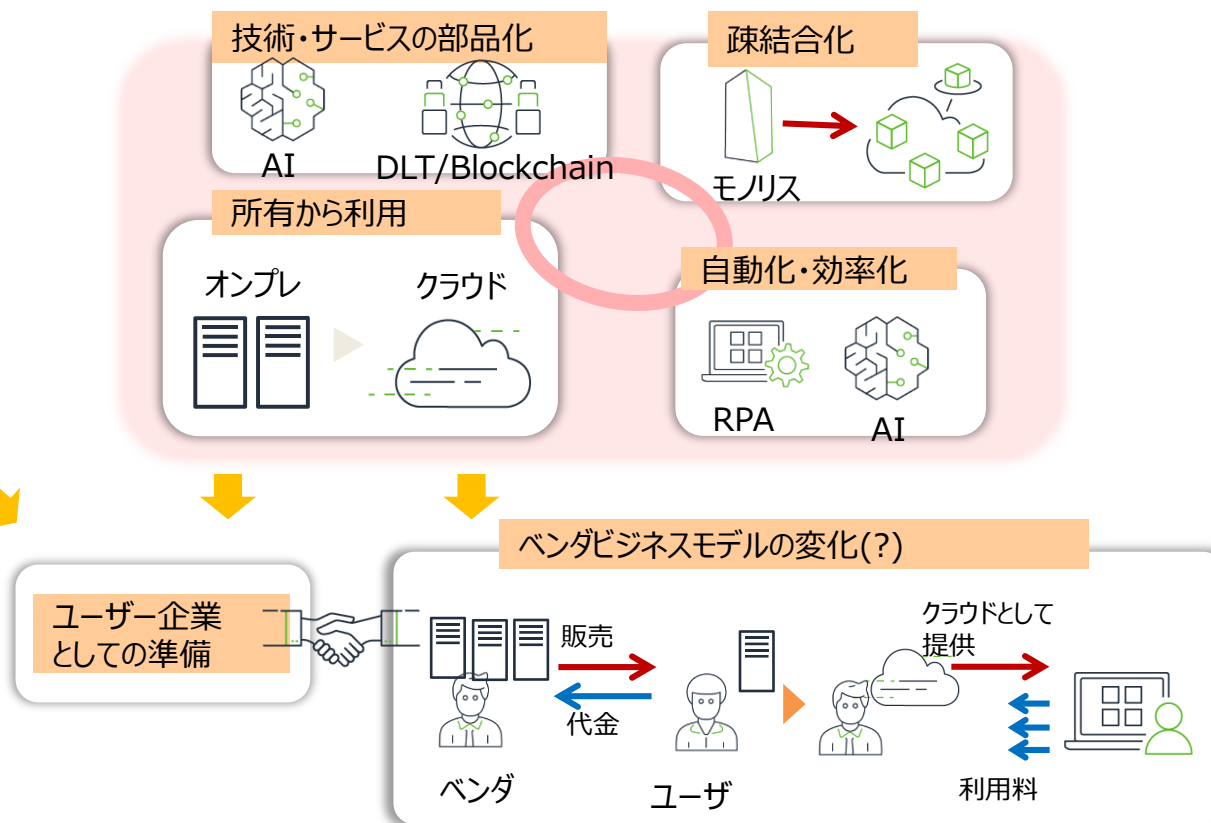 技術・サービスの部品化
AI
DLT/Blockchain
疎結合化
モノリス
所有から利用
オンプレ
クラウド
自動化・効率化
RPA
AI
ユーザー企業
としての準備
ベンダビジネスモデルの変化(?)
販売
代金
ベンダ
ユーザ
クラウドとして
提供
利用料